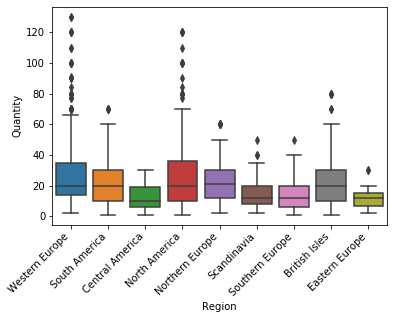 120
100
80
60
40
20
0
Quantity
Western Europe
South America
Central America
North America
Northern Europe
Scandinavia
Southern Europe
British Isles
Eastern Europe
Region